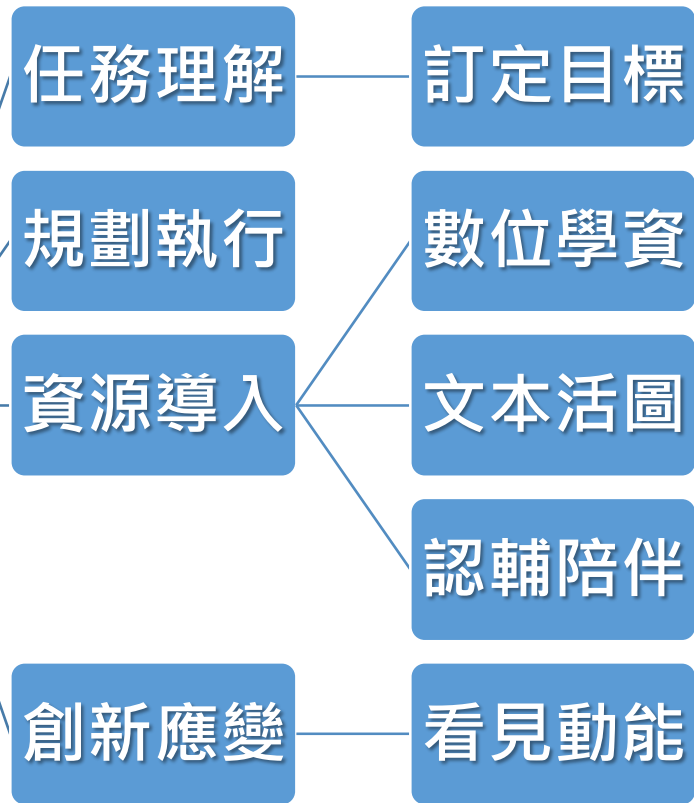 任務理解
訂定目標
規劃執行
數位學資
資源導入
文本活圖
認輔陪伴
創新應變
看見動能